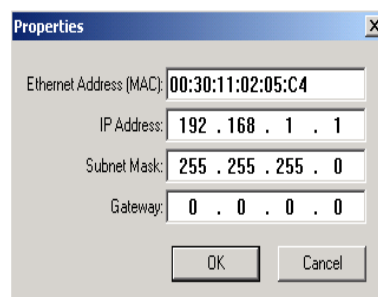 Properties
Ethernet Address (MAC): 00:30:11:02:05:C4
IP Address: 192 . 168 . 1 . 1
Subnet Mask: 255 . 255 . 255 . 0
Gateway: 0 . 0 . 0 . 0
OK Cancel